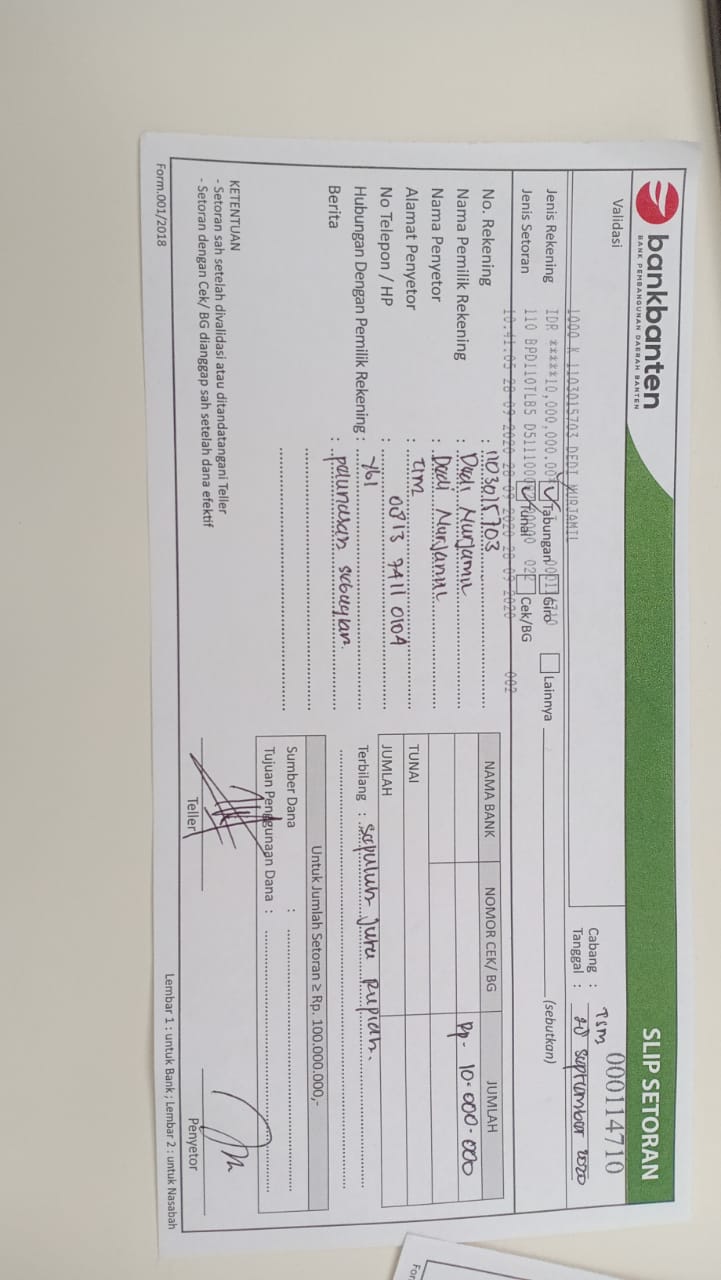 bankbanten
BANK PEMBANGUNAN DAERAH BANTEN
SLIP SETORAN
000114710
Validasi
Cabang : TSM
Tanggal : 28 September 2020
1000 K 1103015703 DEDI NURJAMIL
IDR *****10,000,000.00
110 BPD110TL85 D511100
10.41.05 28-09-2020 28 09 2020 28 09 2020 002
Jenis Rekening Tabungan Giro Lainnya (sebutkan)
Jenis Setoran Tunai Cek/BG
No. Rekening : 1103015703
Nama Pemilik Rekening : Dedi Nurjamil
Nama Penyetor : Dedi Nurjamil
Alamat Penyetor :
No Telepon / HP : 0813 9411 0104
Hubungan Dengan Pemilik Rekening :
Berita : pelunasan sebagian.
NAMA BANK NOMOR CEK/ BG JUMLAH
Rp. 10.000.000
TUNAI
JUMLAH
Terbilang : Sepuluh Juta Rupiah.
Untuk Jumlah Setoran ≥ Rp. 100.000.000,-
Sumber Dana :
Tujuan Penggunaan Dana :
KETENTUAN
- Setoran sah setelah divalidasi atau ditandatangani Teller
- Setoran dengan Cek/ BG dianggap sah setelah dana efektif
Teller
Penyetor
Form.001/2018
Lembar 1 : untuk Bank ; Lembar 2 : untuk Nasabah
For